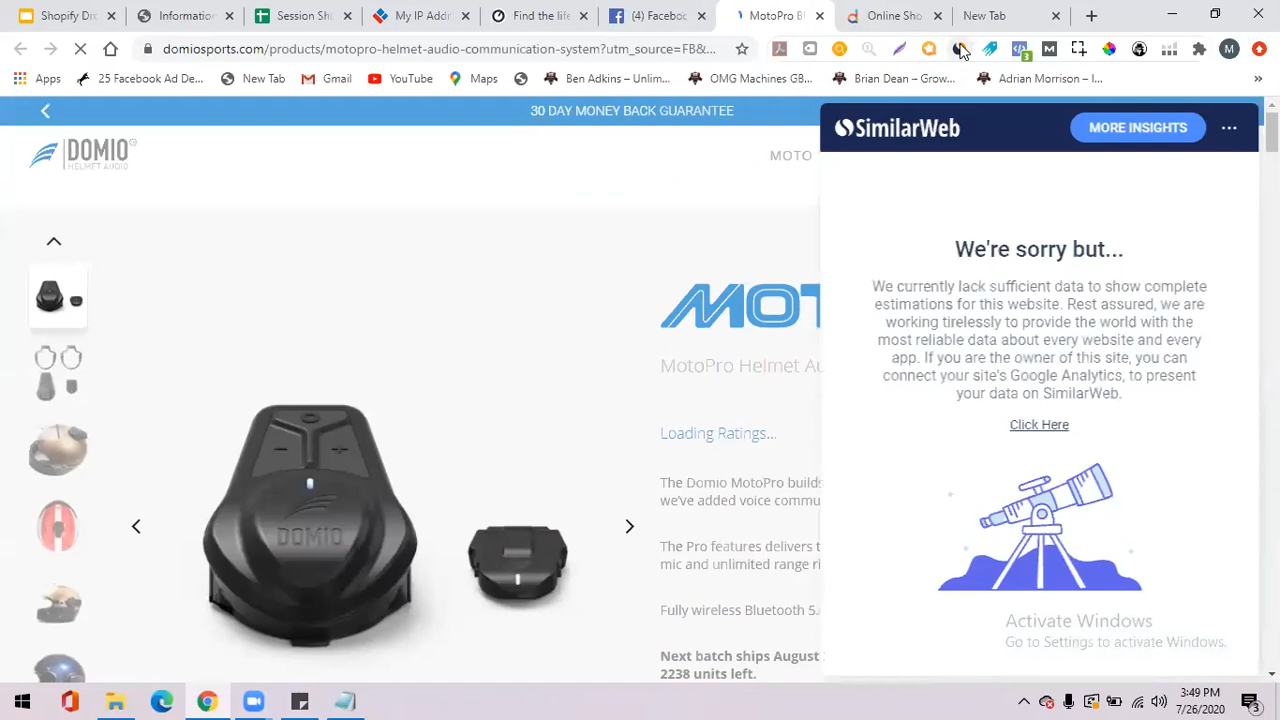 Shopify Dro
Information
Session Sh
My IP Add
Find the life
(4) Faceboo
MotoPro B
Online Sho
New Tab
domiosports.com/products/motopro-helmet-audio-communication-system?utm_source=FB&...
3
M
Apps
25 Facebook Ad De...
New Tab
Gmail
YouTube
Maps
Ben Adkins – Unlim...
OMG Machines GB...
Brian Dean – Grow...
Adrian Morrison – I...
»
30 DAY MONEY BACK GUARANTEE
DOMIO
HELMET AUDIO
MOTO
SimilarWeb
MORE INSIGHTS
We're sorry but...
We currently lack sufficient data to show complete
estimations for this website. Rest assured, we are
working tirelessly to provide the world with the
most reliable data about every website and every
app. If you are the owner of this site, you can
connect your site's Google Analytics, to present
your data on SimilarWeb.
Click Here
MOT
MotoPro Helmet Au
Loading Ratings...
The Domio MotoPro builds
we've added voice commu
The Pro features delivers t
mic and unlimited range ri
Fully wireless Bluetooth 5.
Next batch ships August
2238 units left.
DOMIO
Activate Windows
Go to Settings to activate Windows.
3:49 PM
7/26/2020
3